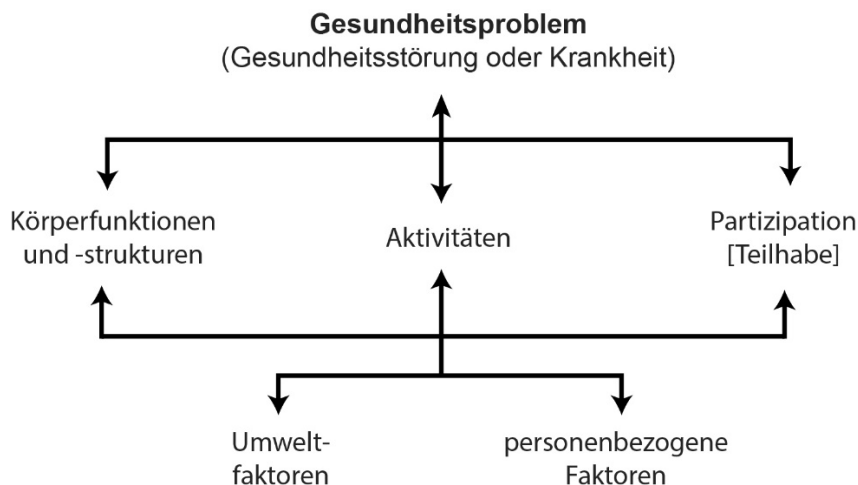 Gesundheitsproblem
(Gesundheitsstörung oder Krankheit)
Körperfunktionen
und -strukturen
Aktivitäten
Partizipation
[Teilhabe]
Umwelt-
faktoren
personenbezogene
Faktoren